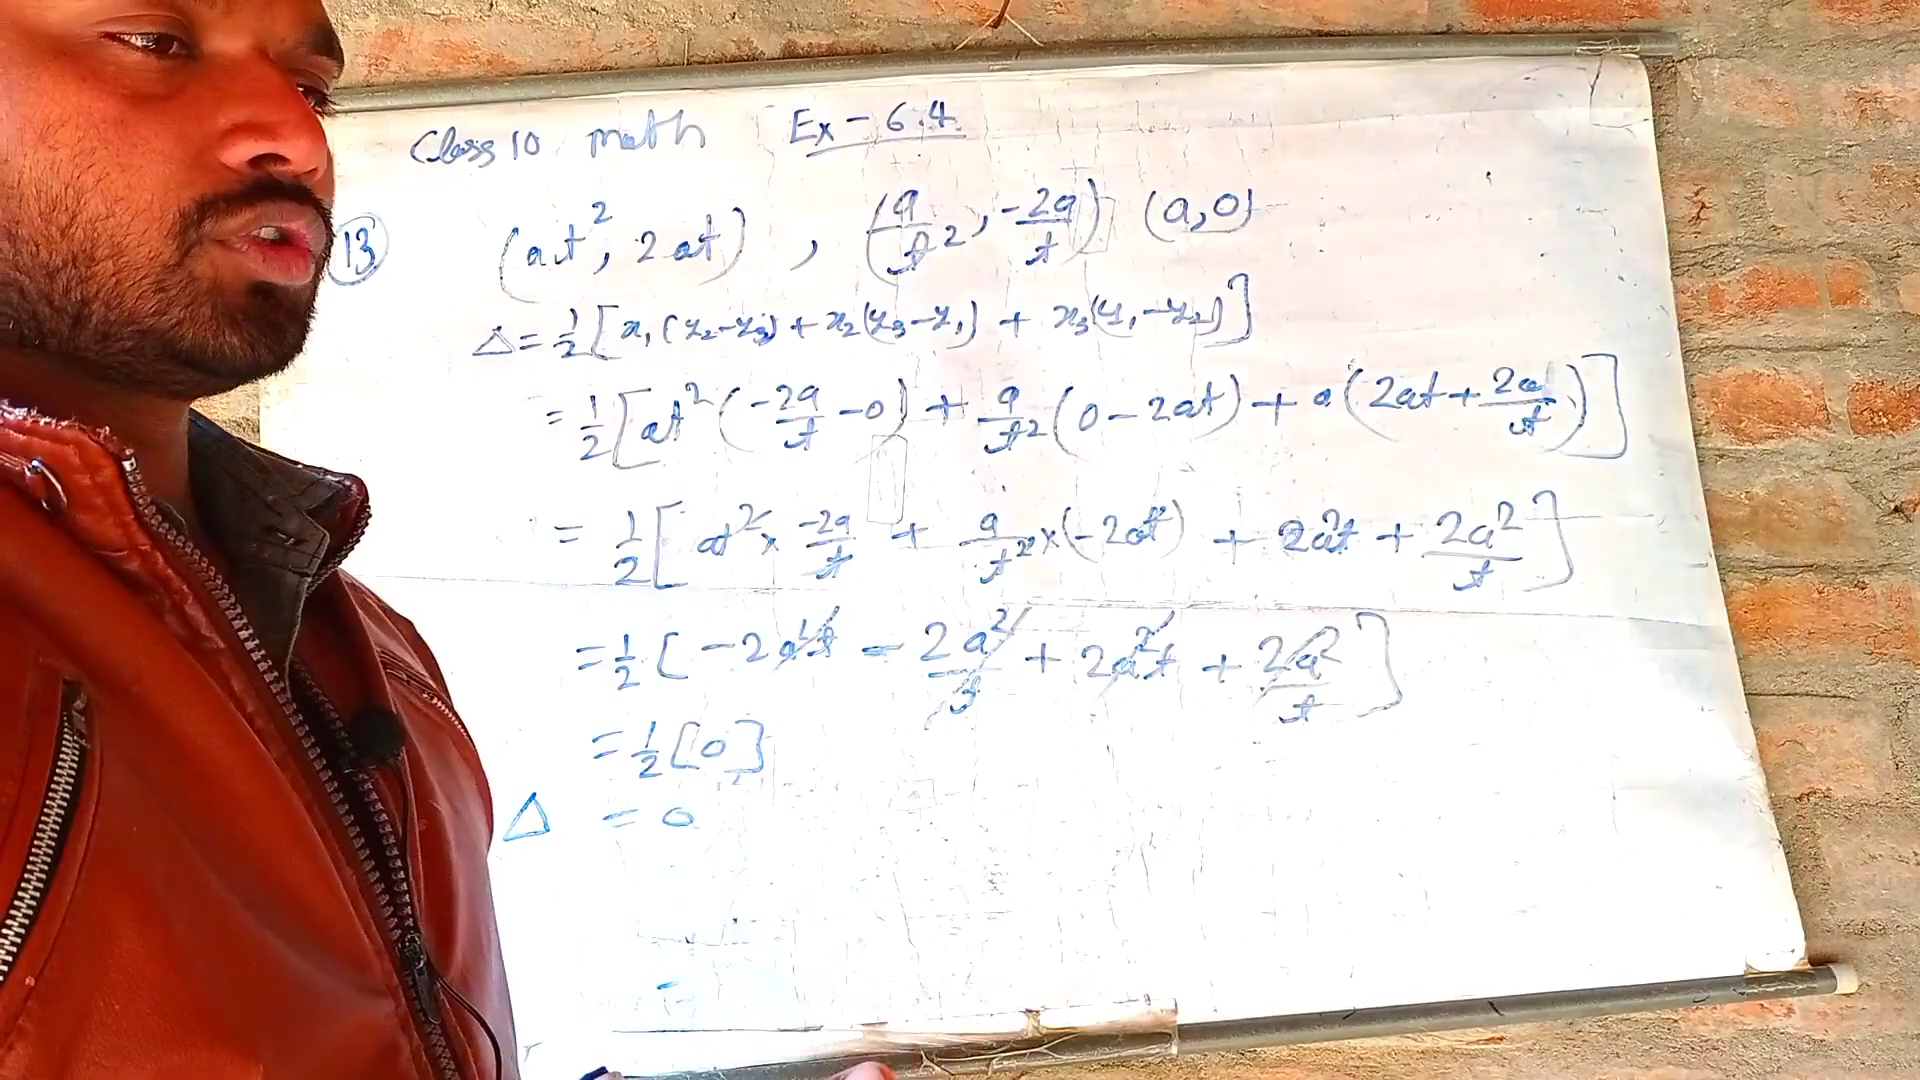 Class 10 math Ex - 6.4
(13) (at², 2at), (a/t², -2a/t) (a,0)
△ = 1/2 [x₁(y₂-y₃) + x₂(y₃-y₁) + x₃(y₁-y₂)]
= 1/2 [at² (-2a/t - 0) + a/t² (0 - 2at) + a (2at + 2a/t)]
= 1/2 [at² × -2a/t + a/t² × (-2at) + 2a²t + 2a²/t]
= 1/2 [-2a²t - 2a²/t + 2a²t + 2a²/t]
= 1/2 [0]
△ = 0